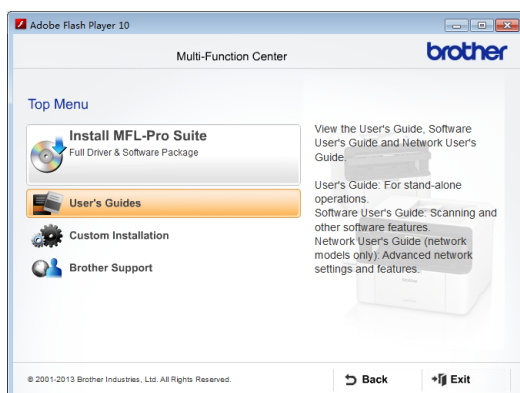 Adobe Flash Player 10
Multi-Function Center
brother
Top Menu
Install MFL-Pro Suite
Full Driver & Software Package
User's Guides
Custom Installation
Brother Support
View the User's Guide, Software
User's Guide and Network User's
Guide.
User's Guide: For stand-alone
operations.
Software User's Guide: Scanning and
other software features.
Network User's Guide (network
models only): Advanced network
settings and features.
© 2001-2013 Brother Industries, Ltd. All Rights Reserved.
Back
Exit